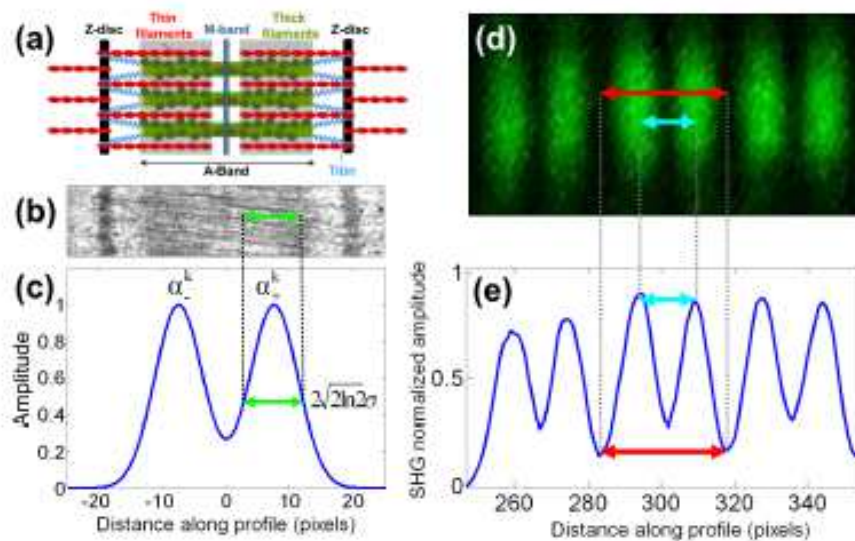 (a)
Z-disc
Thin
filaments
M-band
Thick
filaments
Z-disc
A-Band
Titin
(b)
(c)
α₋ᵏ
α₊ᵏ
2√2ln2σ
Amplitude
1
0.8
0.6
0.4
0.2
0
-20 -10 0 10 20
Distance along profile (pixels)
(d)
(e)
SHG normalized amplitude
1
0.5
0
260 280 300 320 340
Distance along profile (pixels)